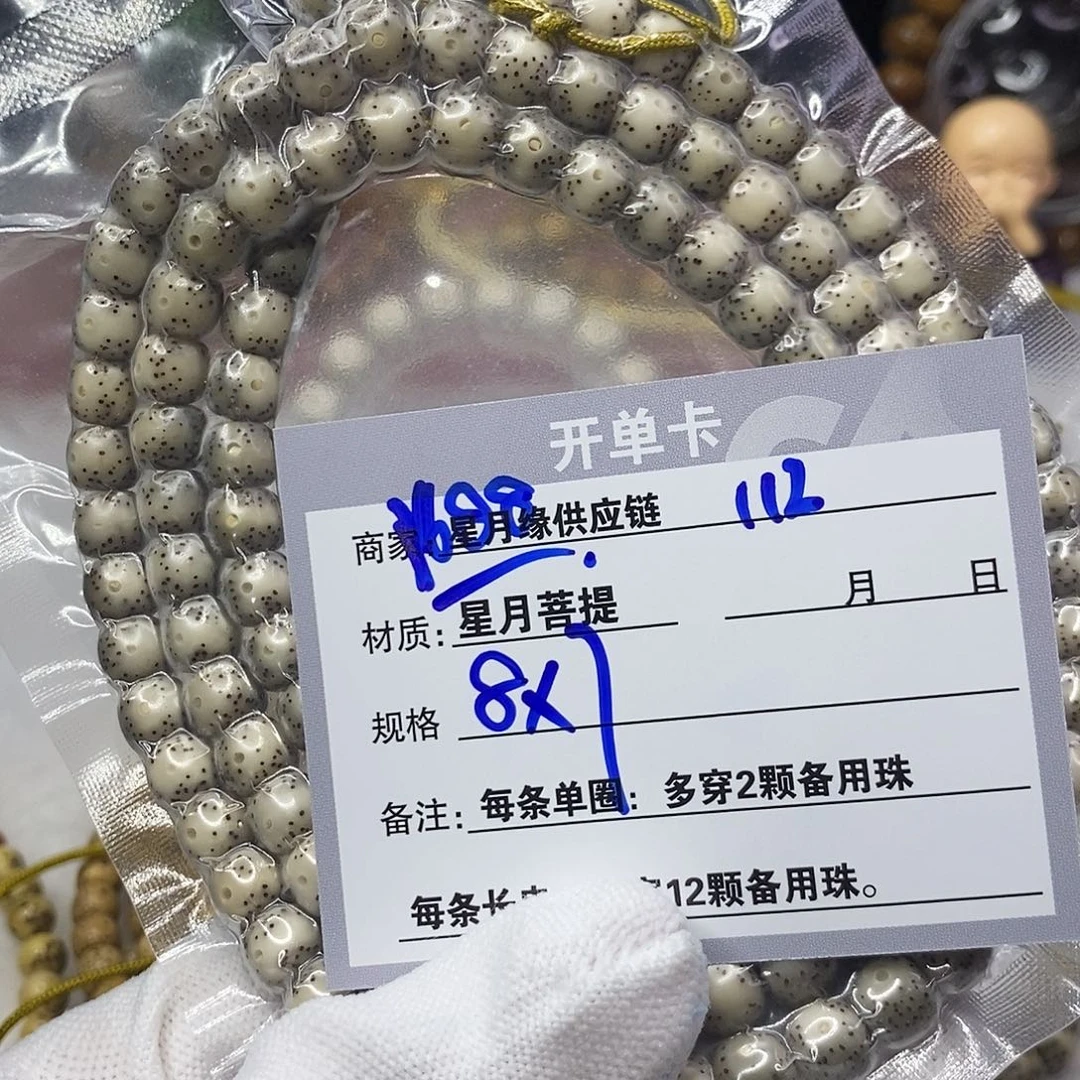 开单卡
商家：星月缘供应链 112
¥698
材质：星月菩提 月 日
规格 8x7
备注：每条单圈：多穿2颗备用珠
每条长 12颗备用珠。